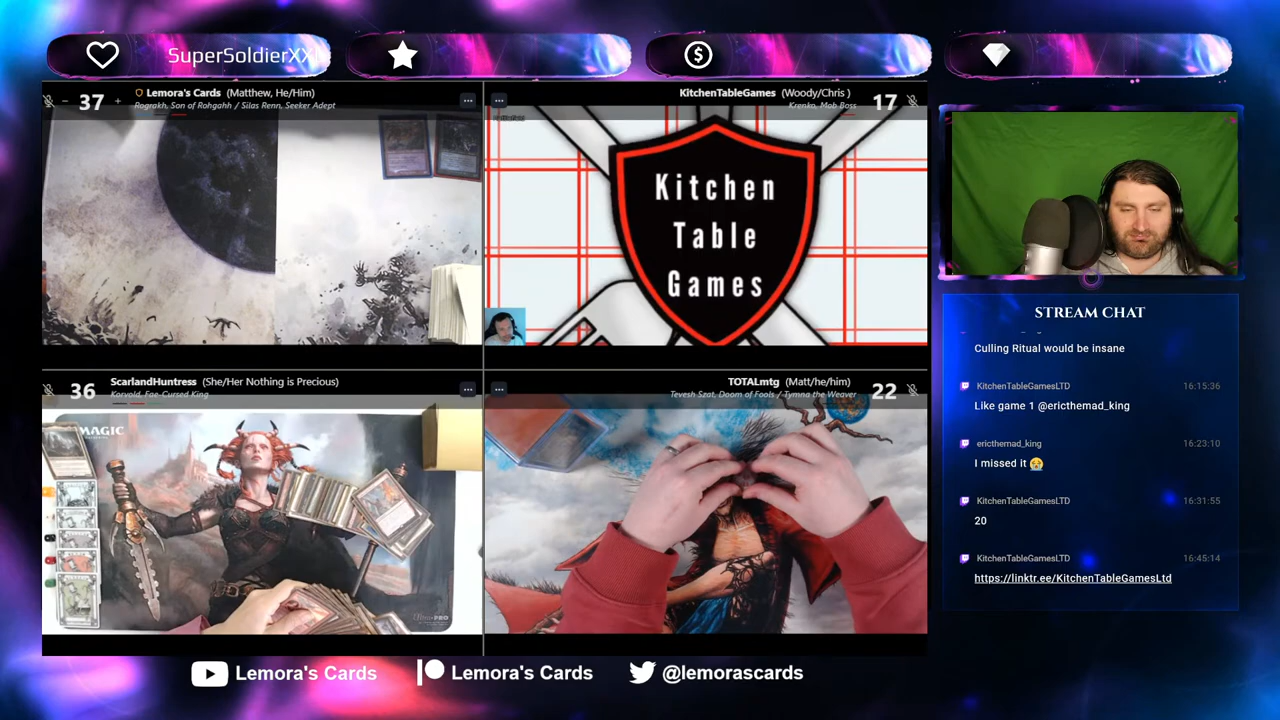 SuperSoldierXX
37
Lemora's Cards (Matthew, He/Him)
Rograkh, Son of Rohgahh / Silas Renn, Seeker Adept
KitchenTableGames (Woody/Chris )
Krenko, Mob Boss
17
Kitchen
Table
Games
36
ScarlandHuntress (She/Her Nothing is Precious)
Korvold, Fae-Cursed King
TOTALmtg (Matt/he/him)
Tevesh Szat, Doom of Fools / Tymna the Weaver
22
MAGIC
STREAM CHAT
Culling Ritual would be insane
KitchenTableGamesLTD 16:15:36
Like game 1 @ericthemad_king
ericthemad_king 16:23:10
I missed it 😭
KitchenTableGamesLTD 16:31:55
20
KitchenTableGamesLTD 16:45:14
https://linktr.ee/KitchenTableGamesLtd
Lemora's Cards
Lemora's Cards
@lemorascards